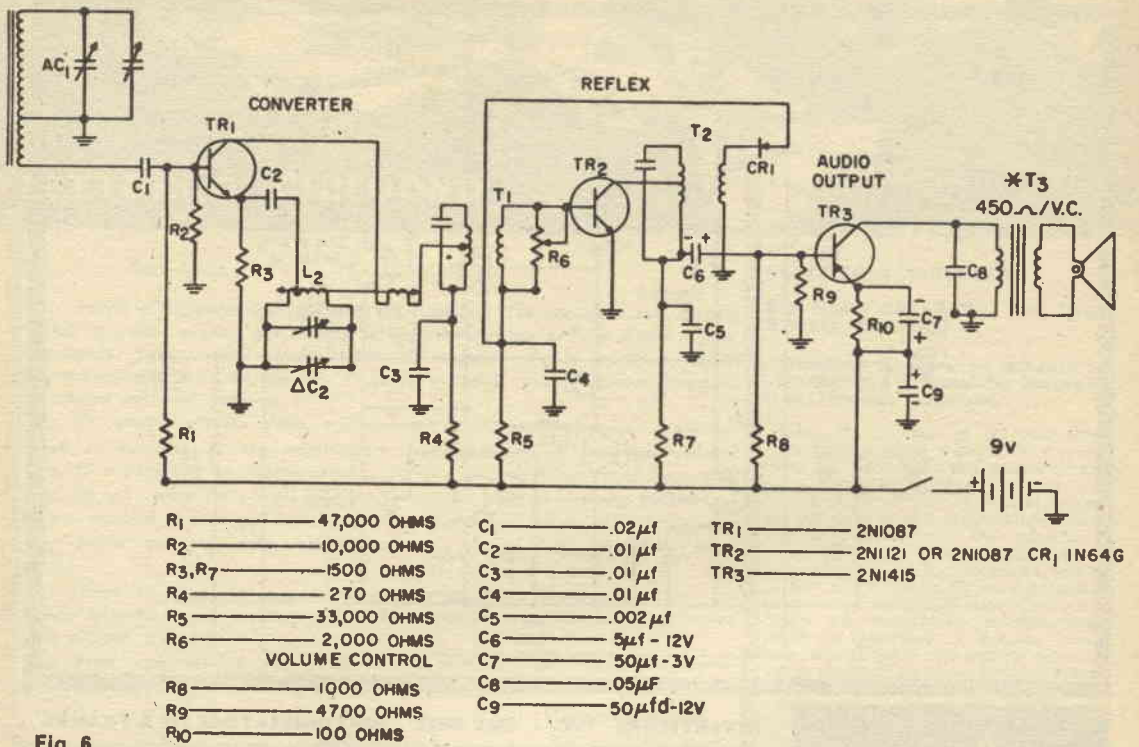 CONVERTER
REFLEX
AUDIO
OUTPUT
AC1
TR1
C1
C2
R2
R3
L2
ΔC2
R1
C3
R4
T1
R6
TR2
T2
CR1
C6
C5
C4
R5
R7
R8
TR3
R9
R10
C7
C8
C9
*T3
450Ω/V.C.
- +
-
+
+
-
9V
+ -
R1 47,000 OHMS
R2 10,000 OHMS
R3,R7 1500 OHMS
R4 270 OHMS
R5 33,000 OHMS
R6 2,000 OHMS
VOLUME CONTROL
R8 1000 OHMS
R9 4700 OHMS
R10 100 OHMS
C1 .02µf
C2 .01µf
C3 .01µf
C4 .01µf
C5 .002µf
C6 5µf-12V
C7 50µf-3V
C8 .05µF
C9 50µfd-12V
TR1 2N1087
TR2 2N1121 OR 2N1087 CR1 1N64G
TR3 2N1415
Fig. 6